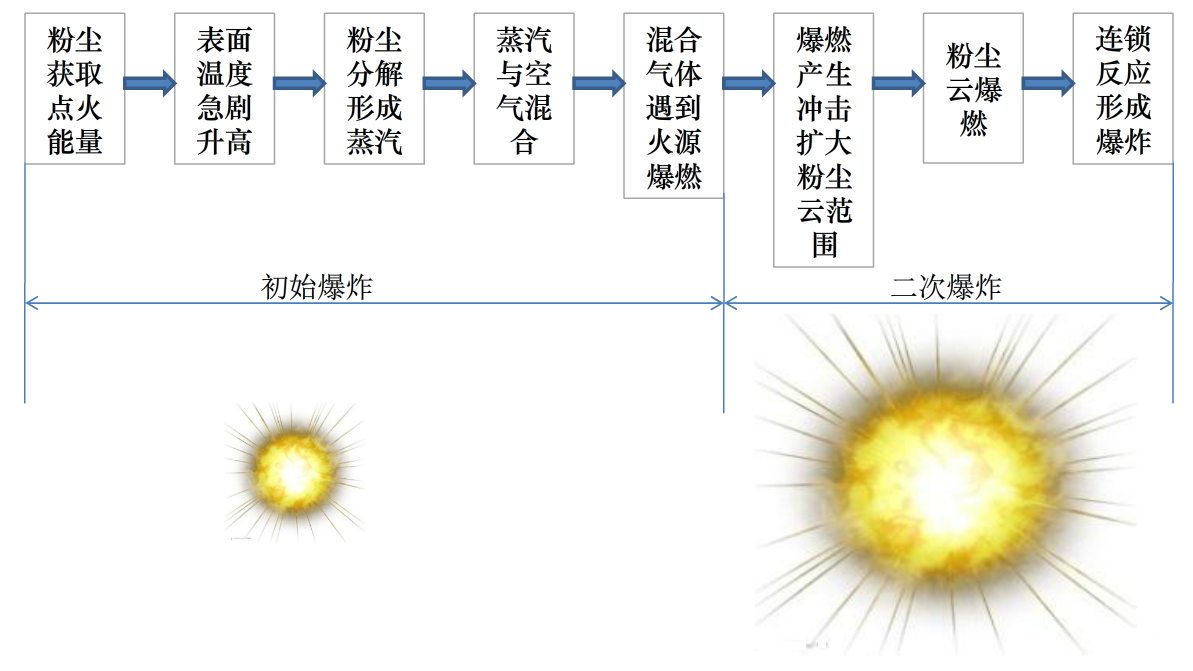 粉尘
获取
点火
能量
表面
温度
急剧
升高
粉尘
分解
形成
蒸汽
蒸汽
与空
气混
合
混合
气体
遇到
火源
爆燃
爆燃
产生
冲击
扩大
粉尘
云范
围
粉尘
云爆
燃
连锁
反应
形成
爆炸
初始爆炸
二次爆炸